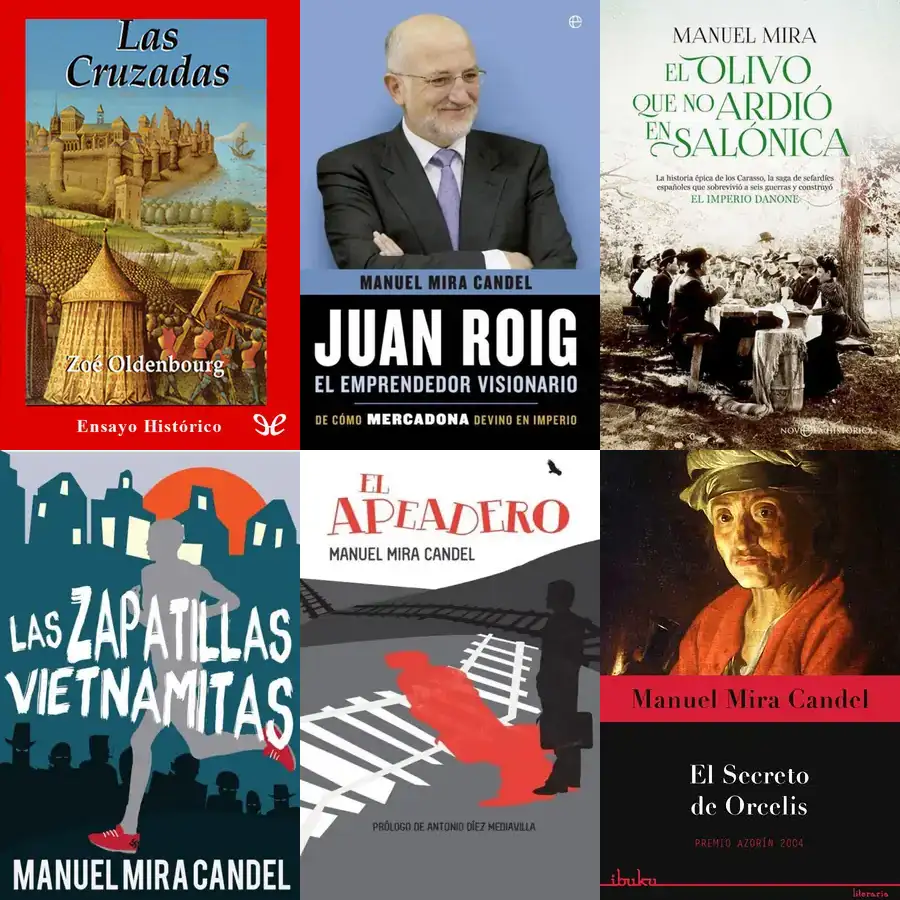 Las
Cruzadas
Zoé Oldenbourg
Ensayo Histórico
e
MANUEL MIRA CANDEL
JUAN ROIG
EL EMPRENDEDOR VISIONARIO
DE CÓMO MERCADONA DEVINO EN IMPERIO
MANUEL MIRA
EL OLIVO
QUE NO ARDIÓ
EN SALÓNICA
La historia épica de los Carasso, la saga de sefardíes
españoles que sobrevivió a seis guerras y construyó
EL IMPERIO DANONE
NOVELA HISTÓRICA
LAS ZAPATILLAS
VIETNAMITAS
MANUEL MIRA CANDEL
EL
APEADERO
MANUEL MIRA CANDEL
PRÓLOGO DE ANTONIO DÍEZ MEDIAVILLA
Manuel Mira Candel
El Secreto
de Orcelis
PREMIO AZORÍN 2004
ibuku
literaria